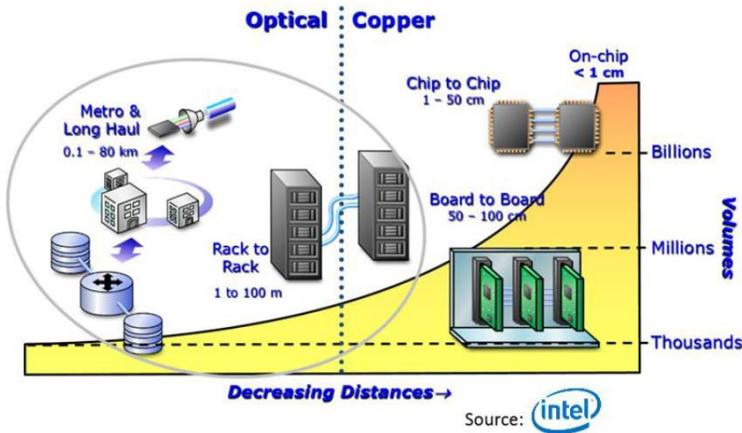 Optical
Copper
On-chip
< 1 cm
Chip to Chip
1 – 50 cm
Metro &
Long Haul
0.1 – 80 km
Billions
Board to Board
50 – 100 cm
Rack to
Rack
1 to 100 m
Millions
Volumes
Thousands
Decreasing Distances→
Source: intel